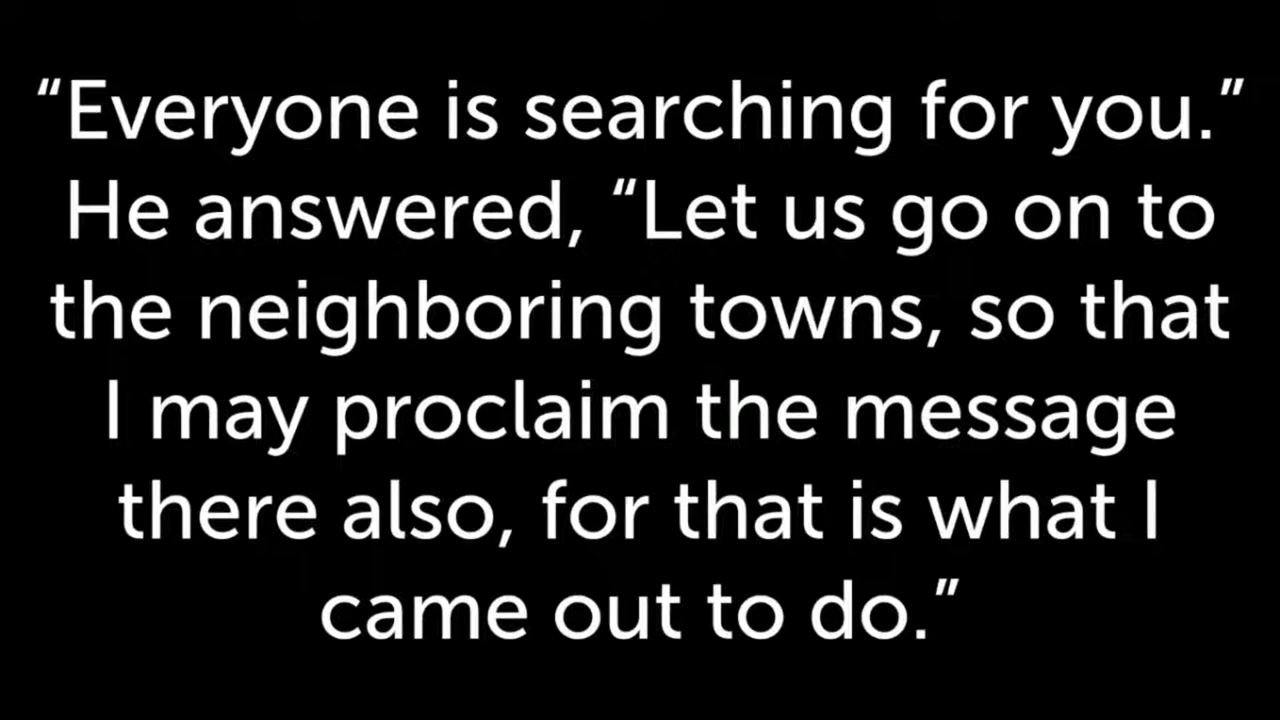 “Everyone is searching for you.”
He answered, “Let us go on to
the neighboring towns, so that
I may proclaim the message
there also, for that is what I
came out to do.”